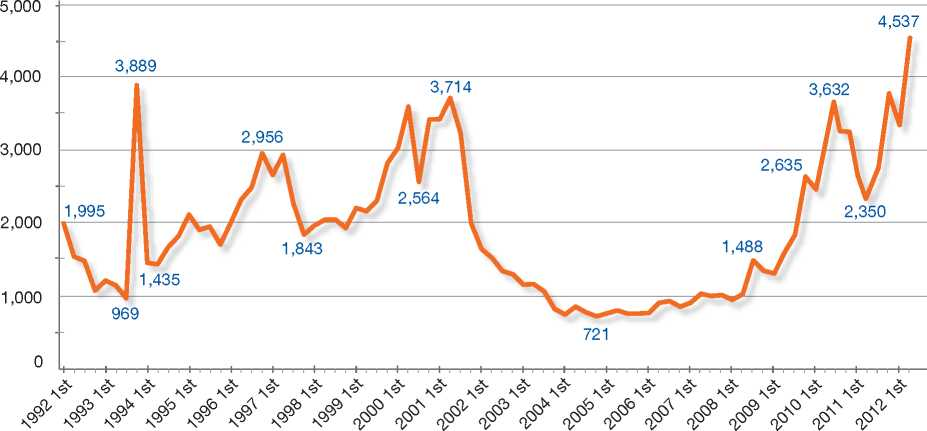 5,000
4,537
4,000
3,889
3,714
3,632
3,000
2,956
2,635
2,564
2,350
2,000
1,995
1,843
1,488
1,435
1,000
969
721
0
1992 1st
1993 1st
1994 1st
1995 1st
1996 1st
1997 1st
1998 1st
1999 1st
2000 1st
2001 1st
2002 1st
2003 1st
2004 1st
2005 1st
2006 1st
2007 1st
2008 1st
2009 1st
2010 1st
2011 1st
2012 1st